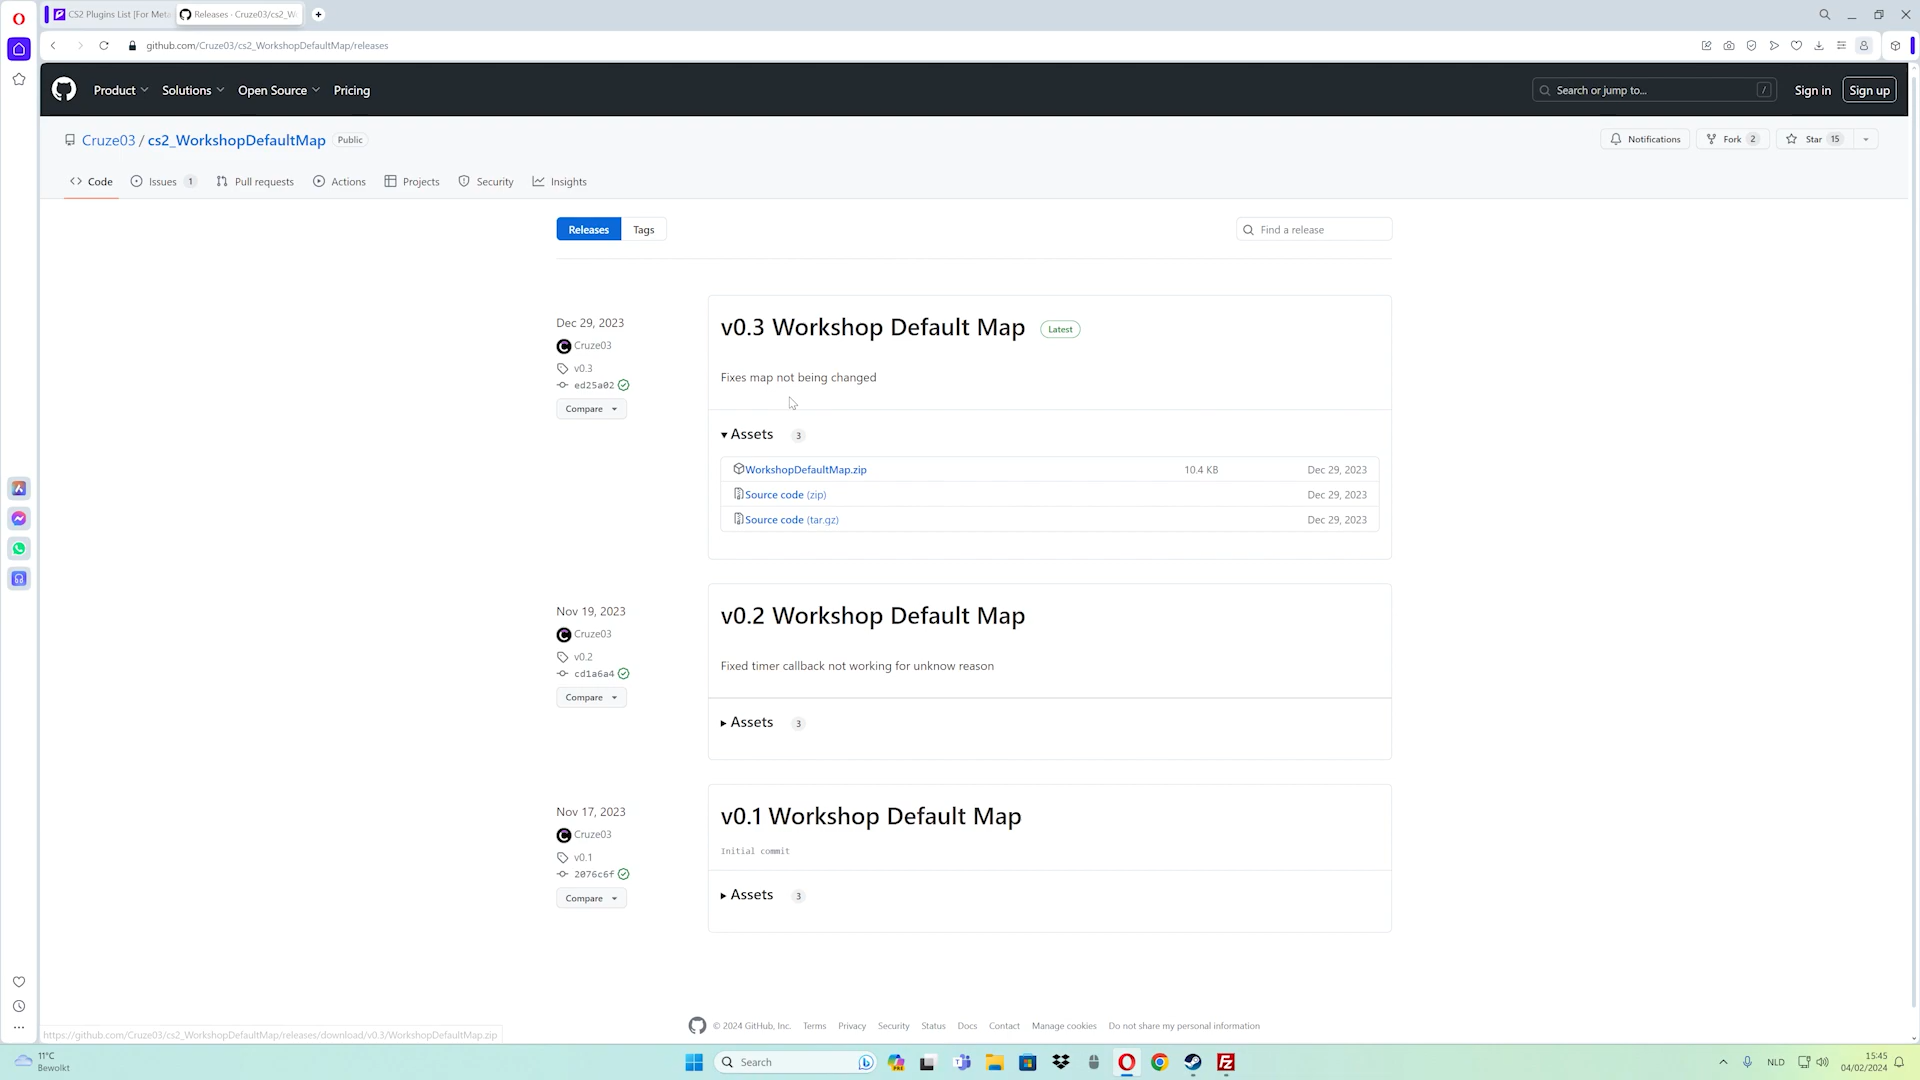 CS2 Plugins List [For Meta
Releases · Cruze03/cs2_W
github.com/Cruze03/cs2_WorkshopDefaultMap/releases
Product Solutions Open Source Pricing Search or jump to... / Sign in Sign up
Cruze03 / cs2_WorkshopDefaultMap Public Notifications Fork 2 Star 15
Code Issues 1 Pull requests Actions Projects Security Insights
Releases Tags Find a release
Dec 29, 2023
Cruze03
v0.3
ed25a02
Compare
v0.3 Workshop Default Map Latest
Fixes map not being changed
Assets 3
WorkshopDefaultMap.zip 10.4 KB Dec 29, 2023
Source code (zip) Dec 29, 2023
Source code (tar.gz) Dec 29, 2023
Nov 19, 2023
Cruze03
v0.2
cd1a6a4
Compare
v0.2 Workshop Default Map
Fixed timer callback not working for unknow reason
Assets 3
Nov 17, 2023
Cruze03
v0.1
2076c6f
Compare
v0.1 Workshop Default Map
Initial commit
Assets 3
© 2024 GitHub, Inc. Terms Privacy Security Status Docs Contact Manage cookies Do not share my personal information
https://github.com/Cruze03/cs2_WorkshopDefaultMap/releases/download/v0.3/WorkshopDefaultMap.zip
11°C
Bewolkt
Search
NLD
15:45
04/02/2024